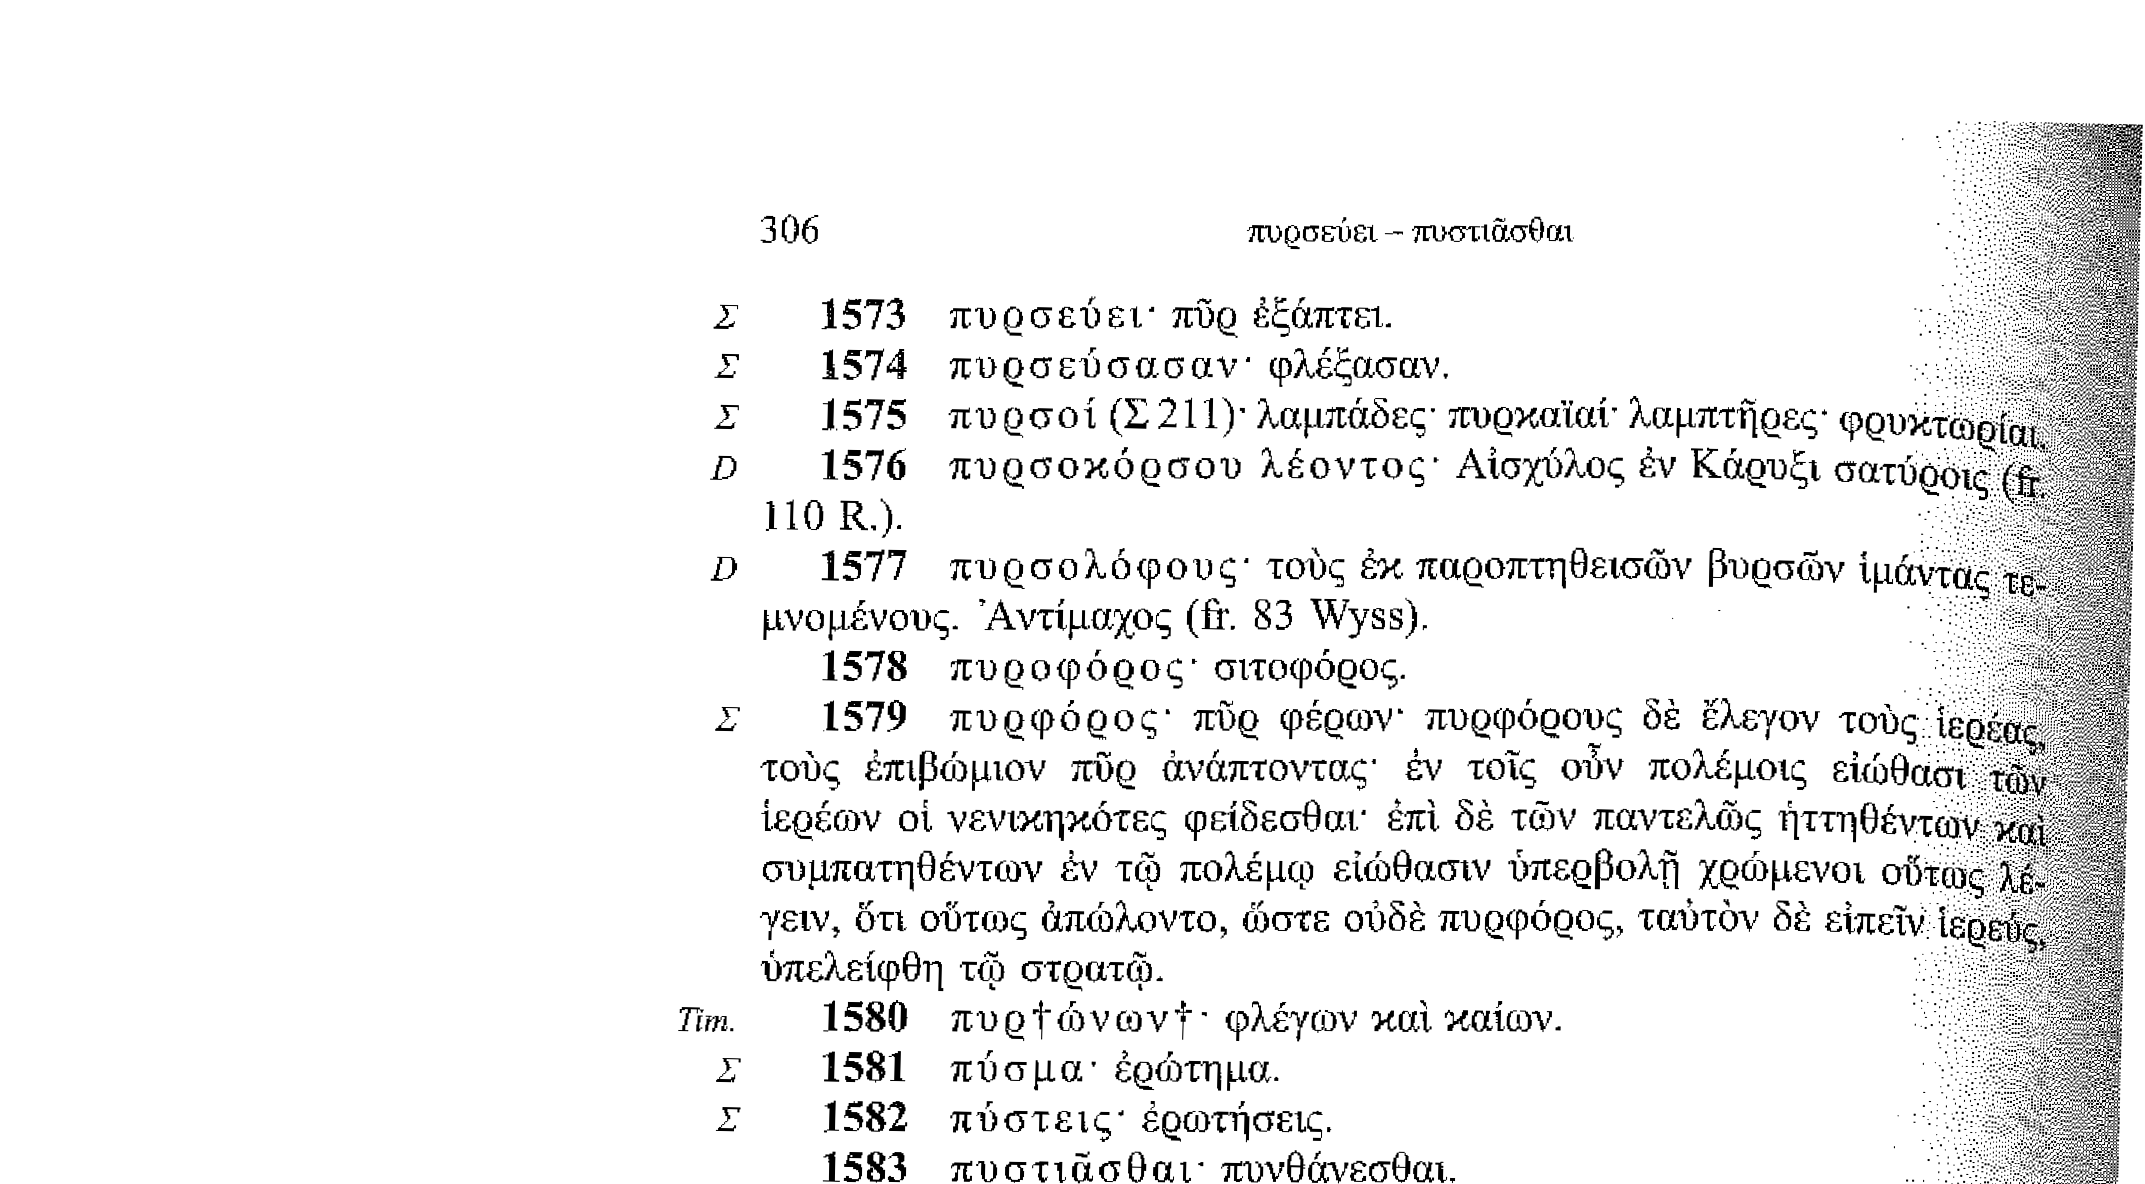 306 πυρσεύει – πυστιᾶσθαι
Σ 1573 πυρσεύει· πῦρ ἐξάπτει.
Σ 1574 πυρσεύσασαν· φλέξασαν.
Σ 1575 πυρσοί (Σ 211)· λαμπάδες· πυρκαϊαί· λαμπτῆρες· φρυκτωρίαι.
D 1576 πυρσοκόρσου λέοντος· Αἰσχύλος ἐν Κάρυξι σατύροις (fr.
110 R.).
D 1577 πυρσολόφους· τοὺς ἐκ παροπτηθεισῶν βυρσῶν ἱμάντας τε-
μνομένους. Ἀντίμαχος (fr. 83 Wyss).
1578 πυροφόρος· σιτοφόρος.
Σ 1579 πυρφόρος· πῦρ φέρων· πυρφόρους δὲ ἔλεγον τοὺς ἱερέας,
τοὺς ἐπιβώμιον πῦρ ἀνάπτοντας· ἐν τοῖς οὖν πολέμοις εἰώθασι τῶν
ἱερέων οἱ νενικηκότες φείδεσθαι· ἐπὶ δὲ τῶν παντελῶς ἡττηθέντων καὶ
συμπατηθέντων ἐν τῷ πολέμῳ εἰώθασιν ὑπερβολῇ χρώμενοι οὕτως λέ-
γειν, ὅτι οὕτως ἀπώλοντο, ὥστε οὐδὲ πυρφόρος, ταὐτὸν δὲ εἰπεῖν ἱερεύς,
ὑπελείφθη τῷ στρατῷ.
Tim. 1580 πυρ†ώνων†· φλέγων καὶ καίων.
Σ 1581 πύσμα· ἐρώτημα.
Σ 1582 πύστεις· ἐρωτήσεις.
1583 πυστιᾶσθαι· πυνθάνεσθαι.